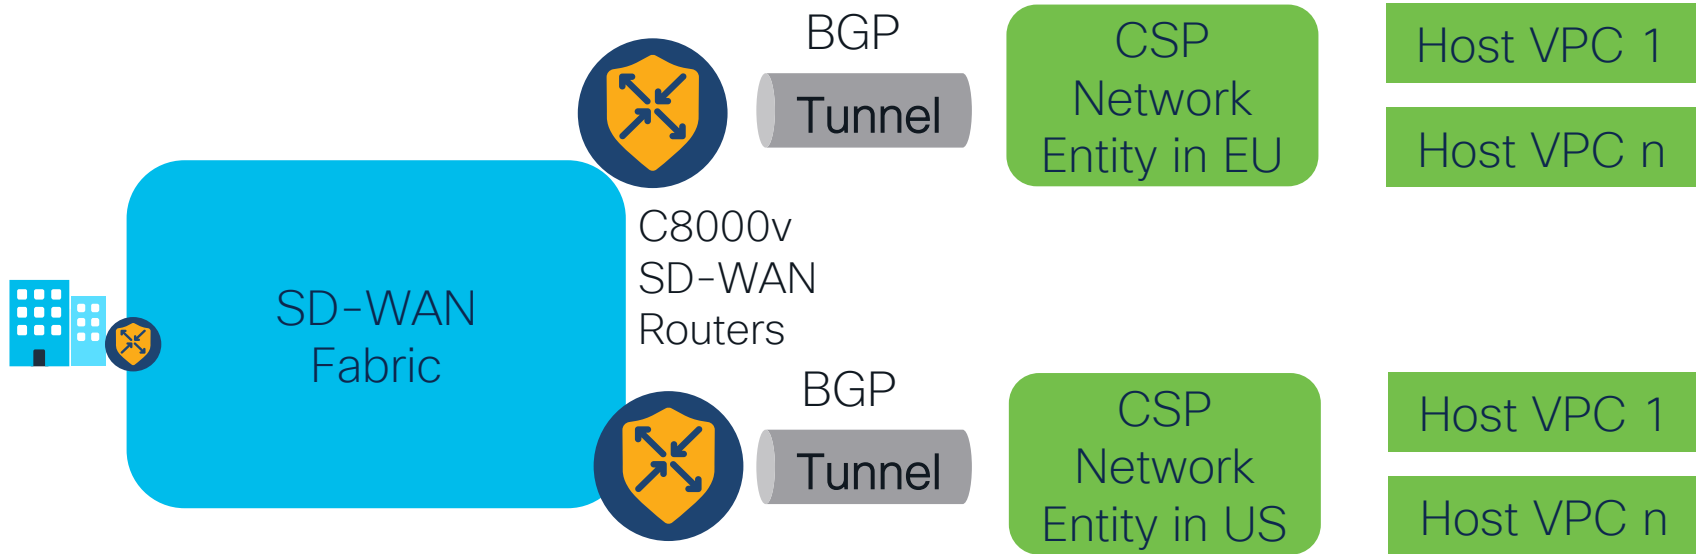 BGP
Tunnel
CSP
Network
Entity in EU
Host VPC 1
Host VPC n
SD-WAN
Fabric
C8000v
SD-WAN
Routers
BGP
Tunnel
CSP
Network
Entity in US
Host VPC 1
Host VPC n